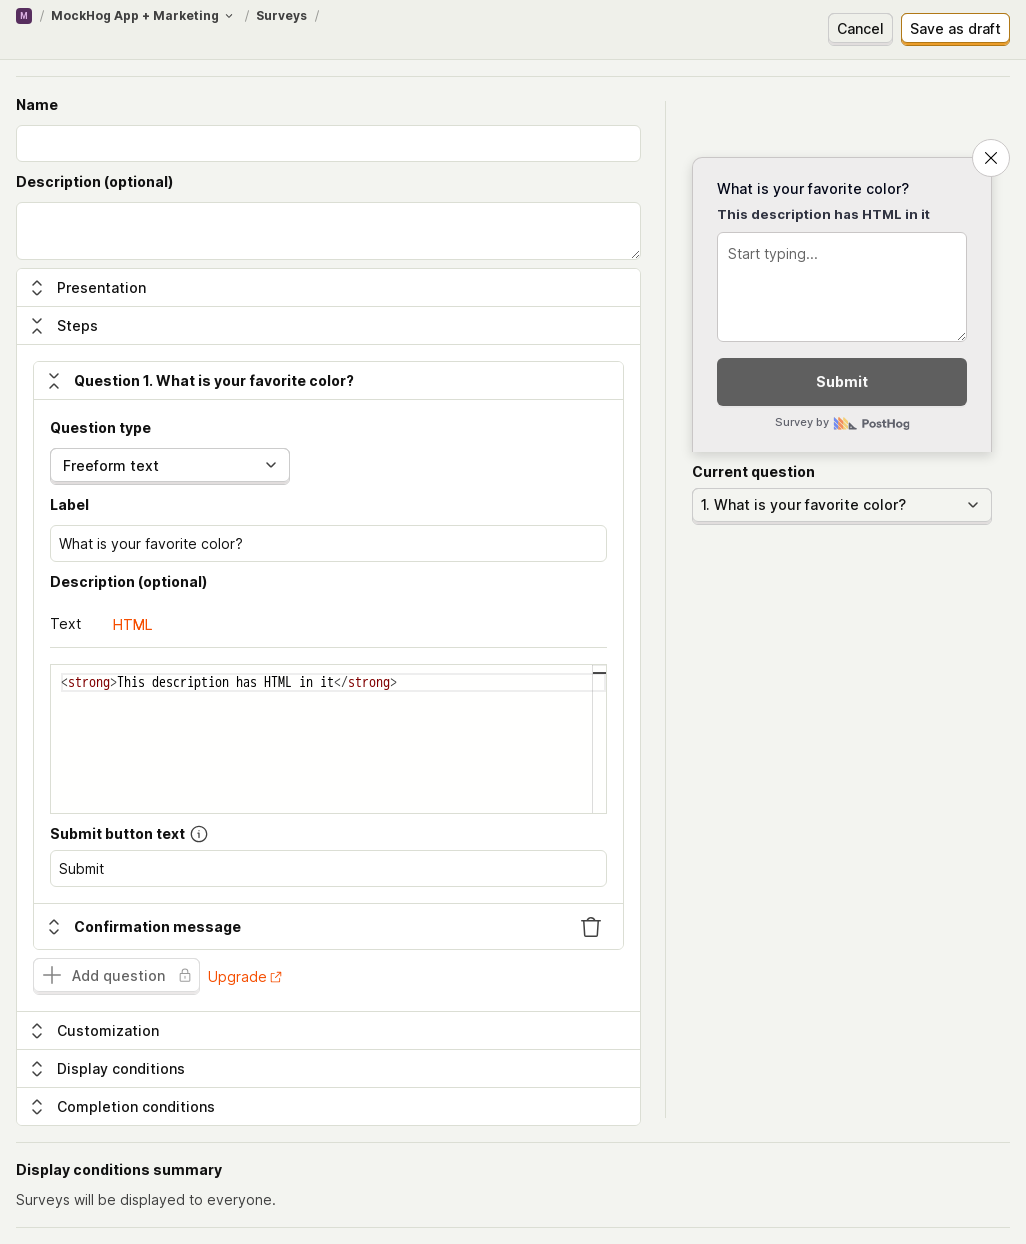 M / MockHog App + Marketing / Surveys /
Cancel
Save as draft
Name
Description (optional)
Presentation
Steps
Question 1. What is your favorite color?
Question type
Freeform text
Label
What is your favorite color?
Description (optional)
Text
HTML
<strong>This description has HTML in it</strong>
Submit button text
Submit
Confirmation message
Add question
Upgrade
Customization
Display conditions
Completion conditions
What is your favorite color?
This description has HTML in it
Start typing...
Submit
Survey by PostHog
Current question
1. What is your favorite color?
Display conditions summary
Surveys will be displayed to everyone.